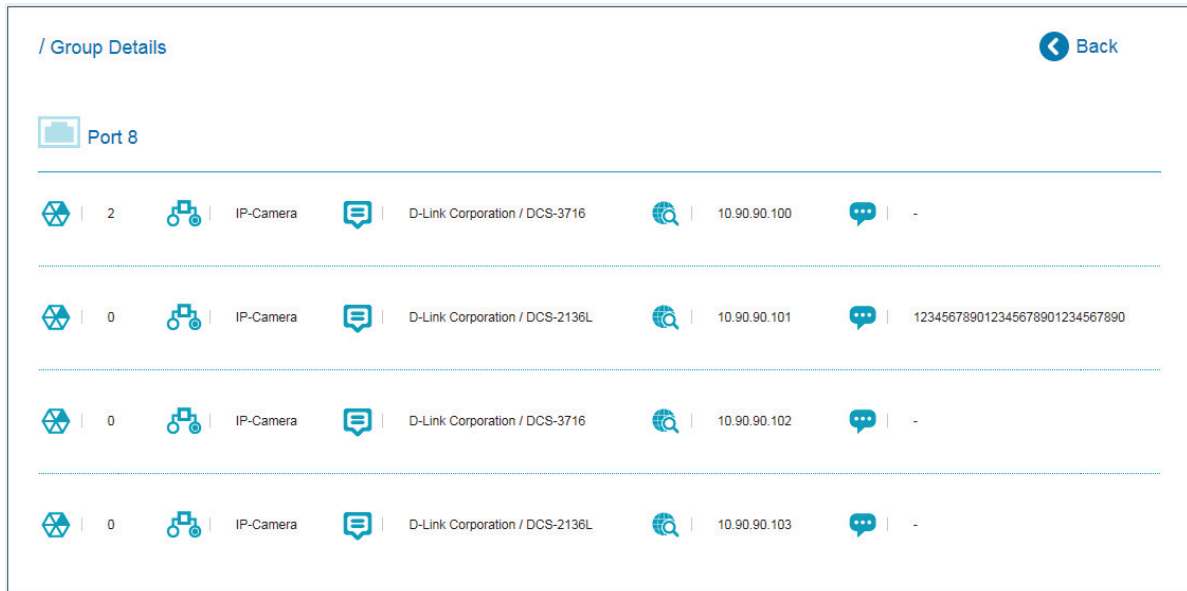 / Group Details
Back
Port 8
2 IP-Camera D-Link Corporation / DCS-3716 10.90.90.100 -
0 IP-Camera D-Link Corporation / DCS-2136L 10.90.90.101 123456789012345678901234567890
0 IP-Camera D-Link Corporation / DCS-3716 10.90.90.102 -
0 IP-Camera D-Link Corporation / DCS-2136L 10.90.90.103 -